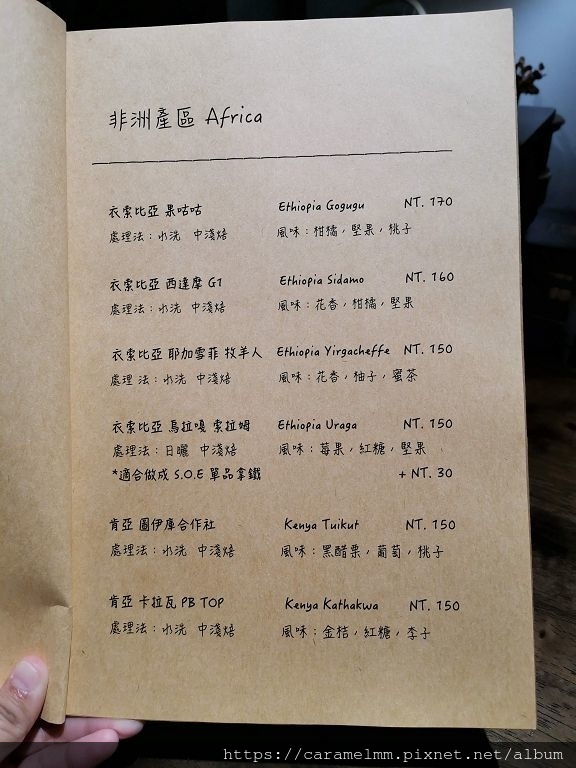 非洲產區 Africa
衣索比亞 果咕咕 Ethiopia Gogugu NT. 170
處理法：水洗 中淺焙 風味：柑橘，堅果，桃子
衣索比亞 西達摩 G1 Ethiopia Sidamo NT. 160
處理法：水洗 中淺焙 風味：花香，柑橘，堅果
衣索比亞 耶加雪菲 牧羊人 Ethiopia Yirgacheffe NT. 150
處理法：水洗 中淺焙 風味：花香，柚子，蜜茶
衣索比亞 烏拉嘎 索拉姆 Ethiopia Uraga NT. 150
處理法：日曬 中淺焙 風味：莓果，紅糖，堅果
*適合做成 S.O.E 單品拿鐵 + NT. 30
肯亞 圖伊庫合作社 Kenya Tuikut NT. 150
處理法：水洗 中淺焙 風味：黑醋栗，葡萄，桃子
肯亞 卡拉瓦 PB TOP Kenya Kathakwa NT. 150
處理法：水洗 中淺焙 風味：金桔，紅糖，李子
https://caramelmm.pixnet.net/album